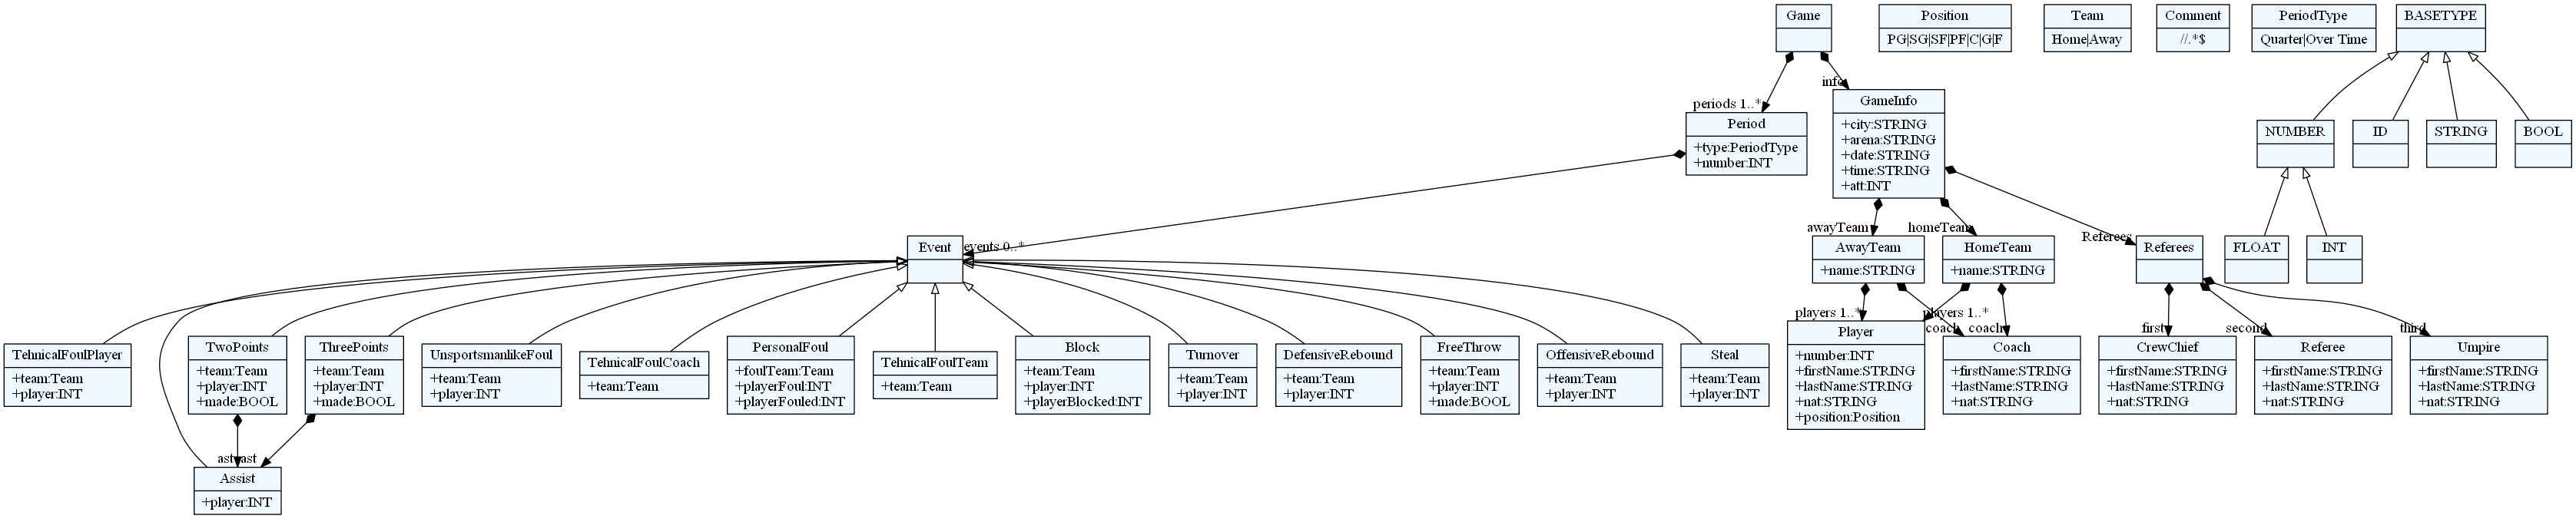 Game
Position
PG|SG|SF|PF|C|G|F
Team
Home|Away
Comment
//.*$
PeriodType
Quarter|Over Time
BASETYPE
periods 1..*
info
Period
+type:PeriodType
+number:INT
GameInfo
+city:STRING
+arena:STRING
+date:STRING
+time:STRING
+att:INT
NUMBER
ID
STRING
BOOL
events 0..*
awayTeam
homeTeam
Referees
Event
AwayTeam
+name:STRING
HomeTeam
+name:STRING
Referees
FLOAT
INT
players 1..*
players 1..*
coach
coach
first
second
third
TehnicalFoulPlayer
+team:Team
+player:INT
TwoPoints
+team:Team
+player:INT
+made:BOOL
ThreePoints
+team:Team
+player:INT
+made:BOOL
UnsportsmanlikeFoul
+team:Team
+player:INT
TehnicalFoulCoach
+team:Team
PersonalFoul
+foulTeam:Team
+playerFoul:INT
+playerFouled:INT
TehnicalFoulTeam
+team:Team
Block
+team:Team
+player:INT
+playerBlocked:INT
Turnover
+team:Team
+player:INT
DefensiveRebound
+team:Team
+player:INT
FreeThrow
+team:Team
+player:INT
+made:BOOL
OffensiveRebound
+team:Team
+player:INT
Steal
+team:Team
+player:INT
Player
+number:INT
+firstName:STRING
+lastName:STRING
+nat:STRING
+position:Position
Coach
+firstName:STRING
+lastName:STRING
+nat:STRING
CrewChief
+firstName:STRING
+lastName:STRING
+nat:STRING
Referee
+firstName:STRING
+lastName:STRING
+nat:STRING
Umpire
+firstName:STRING
+lastName:STRING
+nat:STRING
ast
ast
Assist
+player:INT